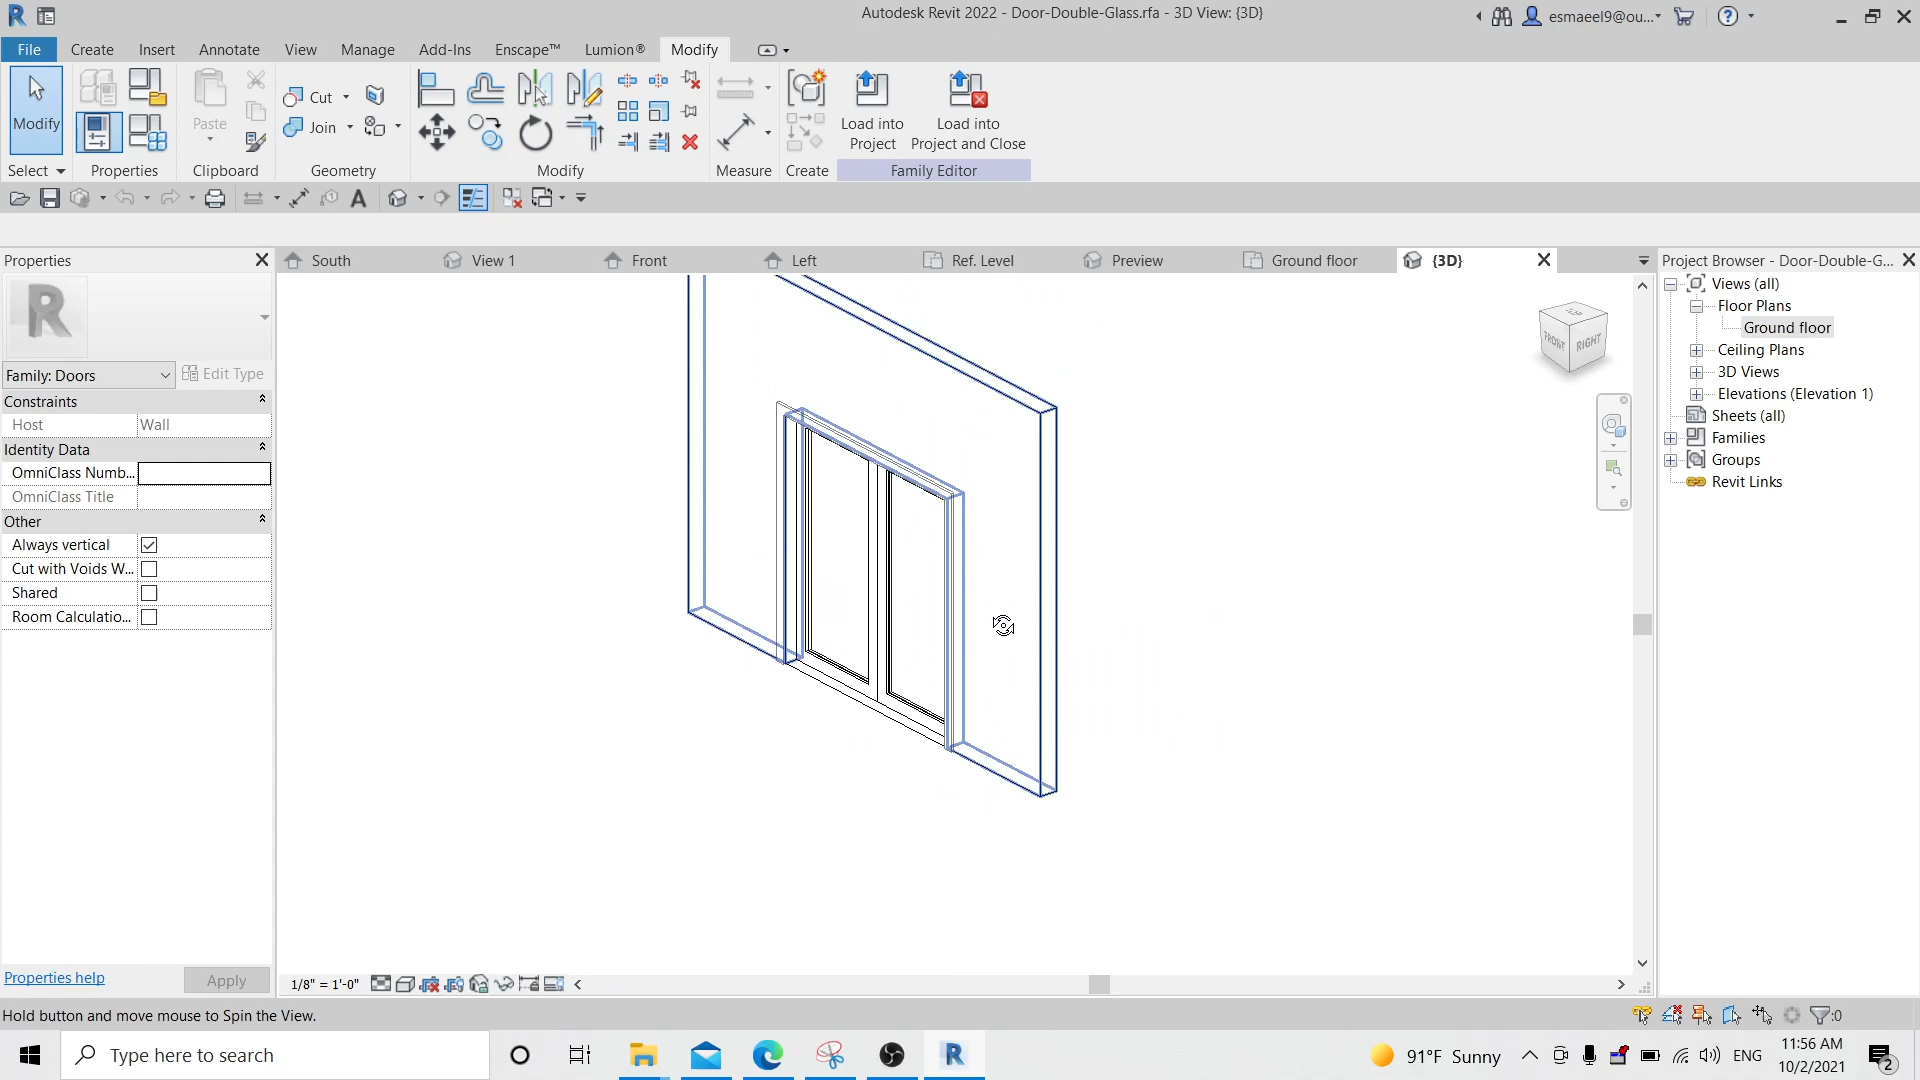 Autodesk Revit 2022 - Door-Double-Glass.rfa - 3D View: {3D}
esmaeel9@ou...
File Create Insert Annotate View Manage Add-Ins Enscape™ Lumion® Modify
Modify
Paste
Cut
Join
Load into Project
Load into Project and Close
Select Properties Clipboard Geometry Modify Measure Create Family Editor
Properties
South View 1 Front Left Ref. Level Preview Ground floor {3D}
Project Browser - Door-Double-G...
Family: Doors
Edit Type
Constraints
Host Wall
Identity Data
OmniClass Numb...
OmniClass Title
Other
Always vertical
Cut with Voids W...
Shared
Room Calculatio...
Properties help
Apply
TOP
FRONT
RIGHT
Views (all)
Floor Plans
Ground floor
Ceiling Plans
3D Views
Elevations (Elevation 1)
Sheets (all)
Families
Groups
Revit Links
1/8" = 1'-0"
Hold button and move mouse to Spin the View.
:0
Type here to search
91°F Sunny
ENG
11:56 AM
10/2/2021
2